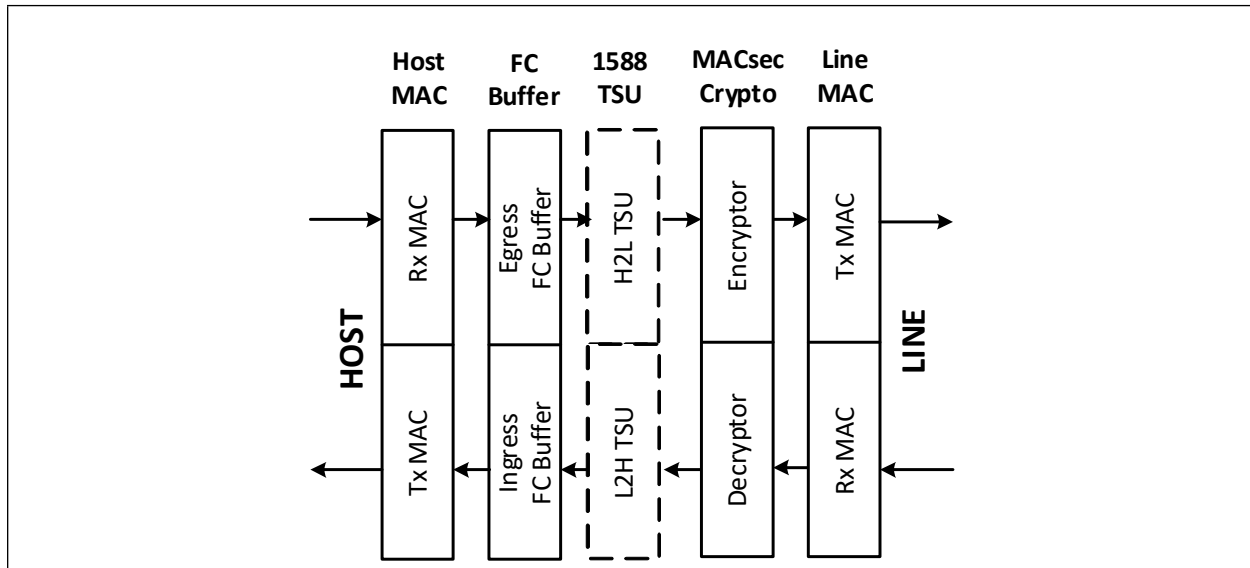 Host
MAC
FC
Buffer
1588
TSU
MACsec
Crypto
Line
MAC
HOST
Rx MAC
Egress
FC Buffer
H2L TSU
Encryptor
Tx MAC
LINE
Tx MAC
Ingress
FC Buffer
L2H TSU
Decryptor
Rx MAC